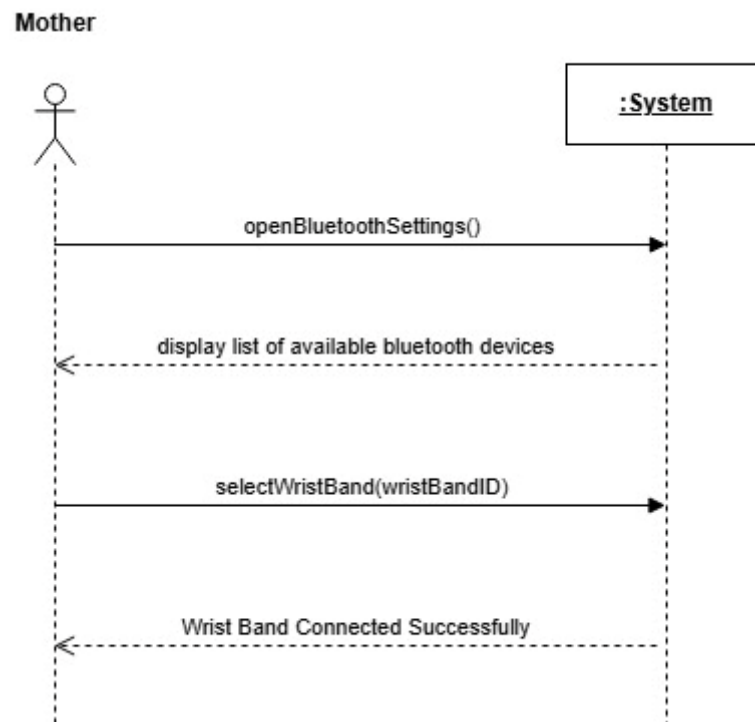 Mother
:System
openBluetoothSettings()
display list of available bluetooth devices
selectWristBand(wristBandID)
Wrist Band Connected Successfully